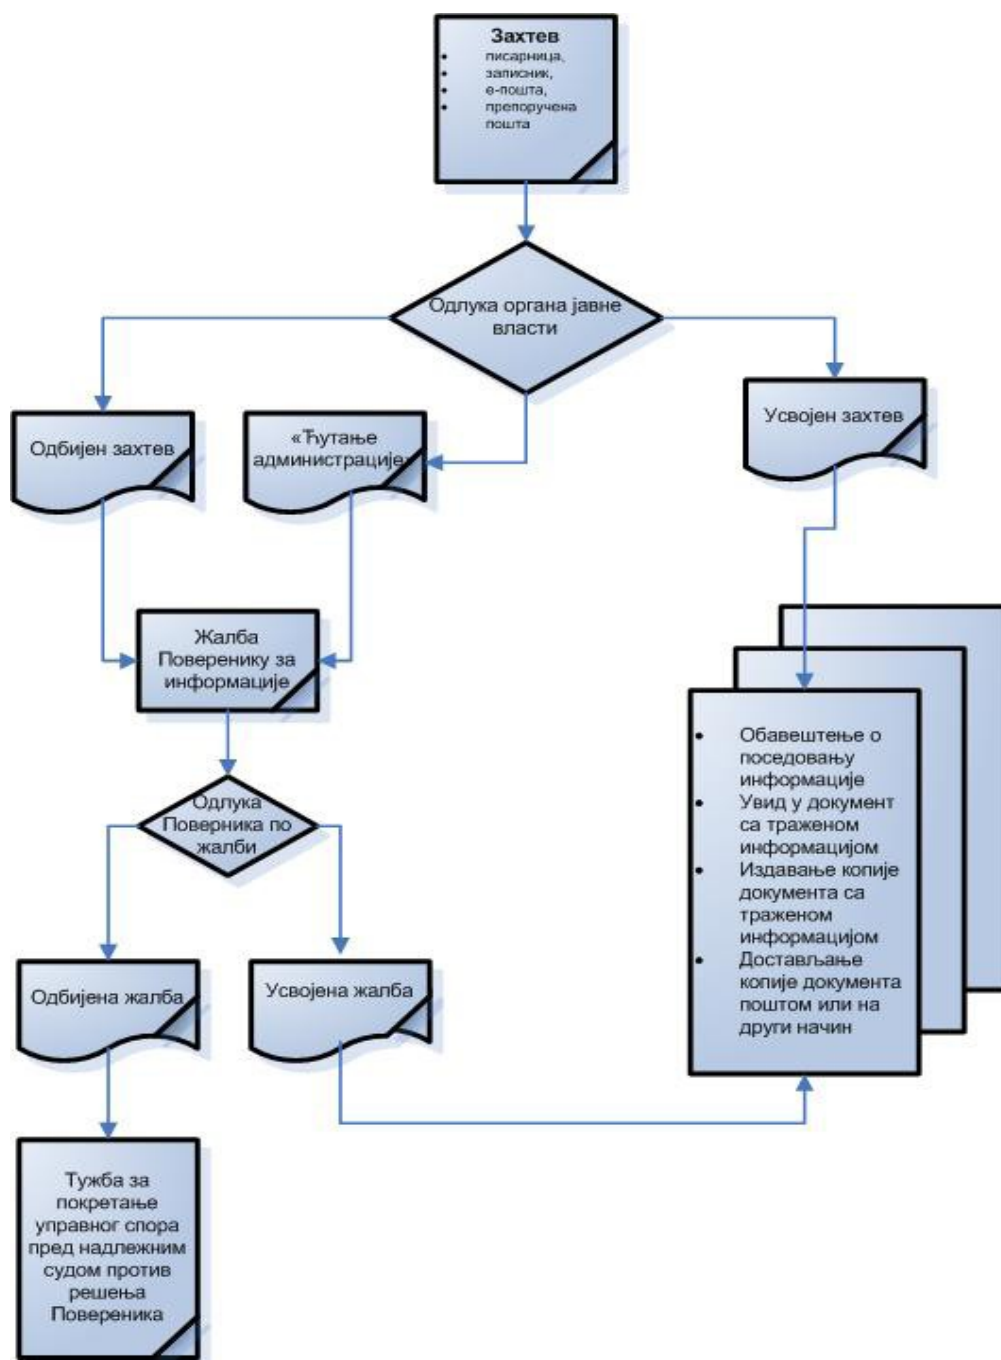 Захтев
• писарница,
• записник,
• е-пошта,
• препоручена
пошта
Одлука органа јавне
власти
Одбијен захтев
«Ћутање
администрације
Усвојен захтев
Жалба
Поверенику за
информације
Одлука
Поверника по
жалби
• Обавештење о
поседовању
информације
• Увид у документ
са траженом
информацијом
• Издавање копије
документа са
траженом
информацијом
• Достављање
копије документа
поштом или на
други начин
Одбијена жалба
Усвојена жалба
Тужба за
покретање
управног спора
пред надлежним
судом против
решења
Повереника